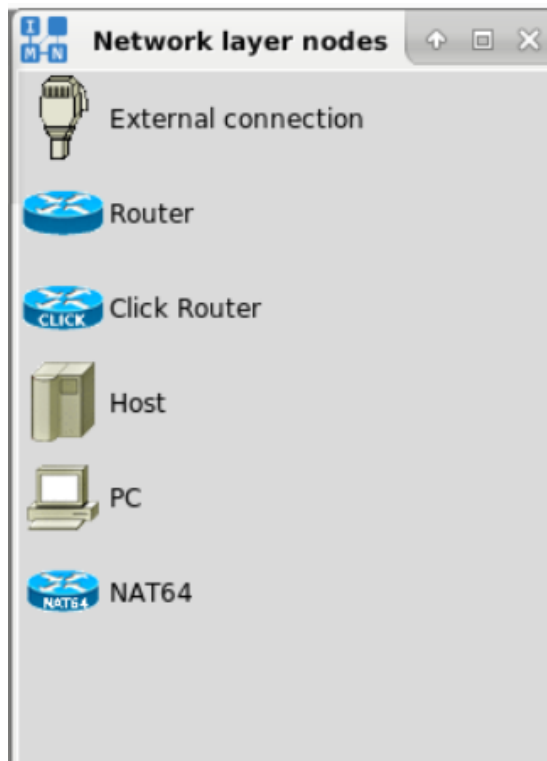 I
M N
Network layer nodes
External connection
Router
CLICK
Click Router
Host
PC
NAT64
NAT64